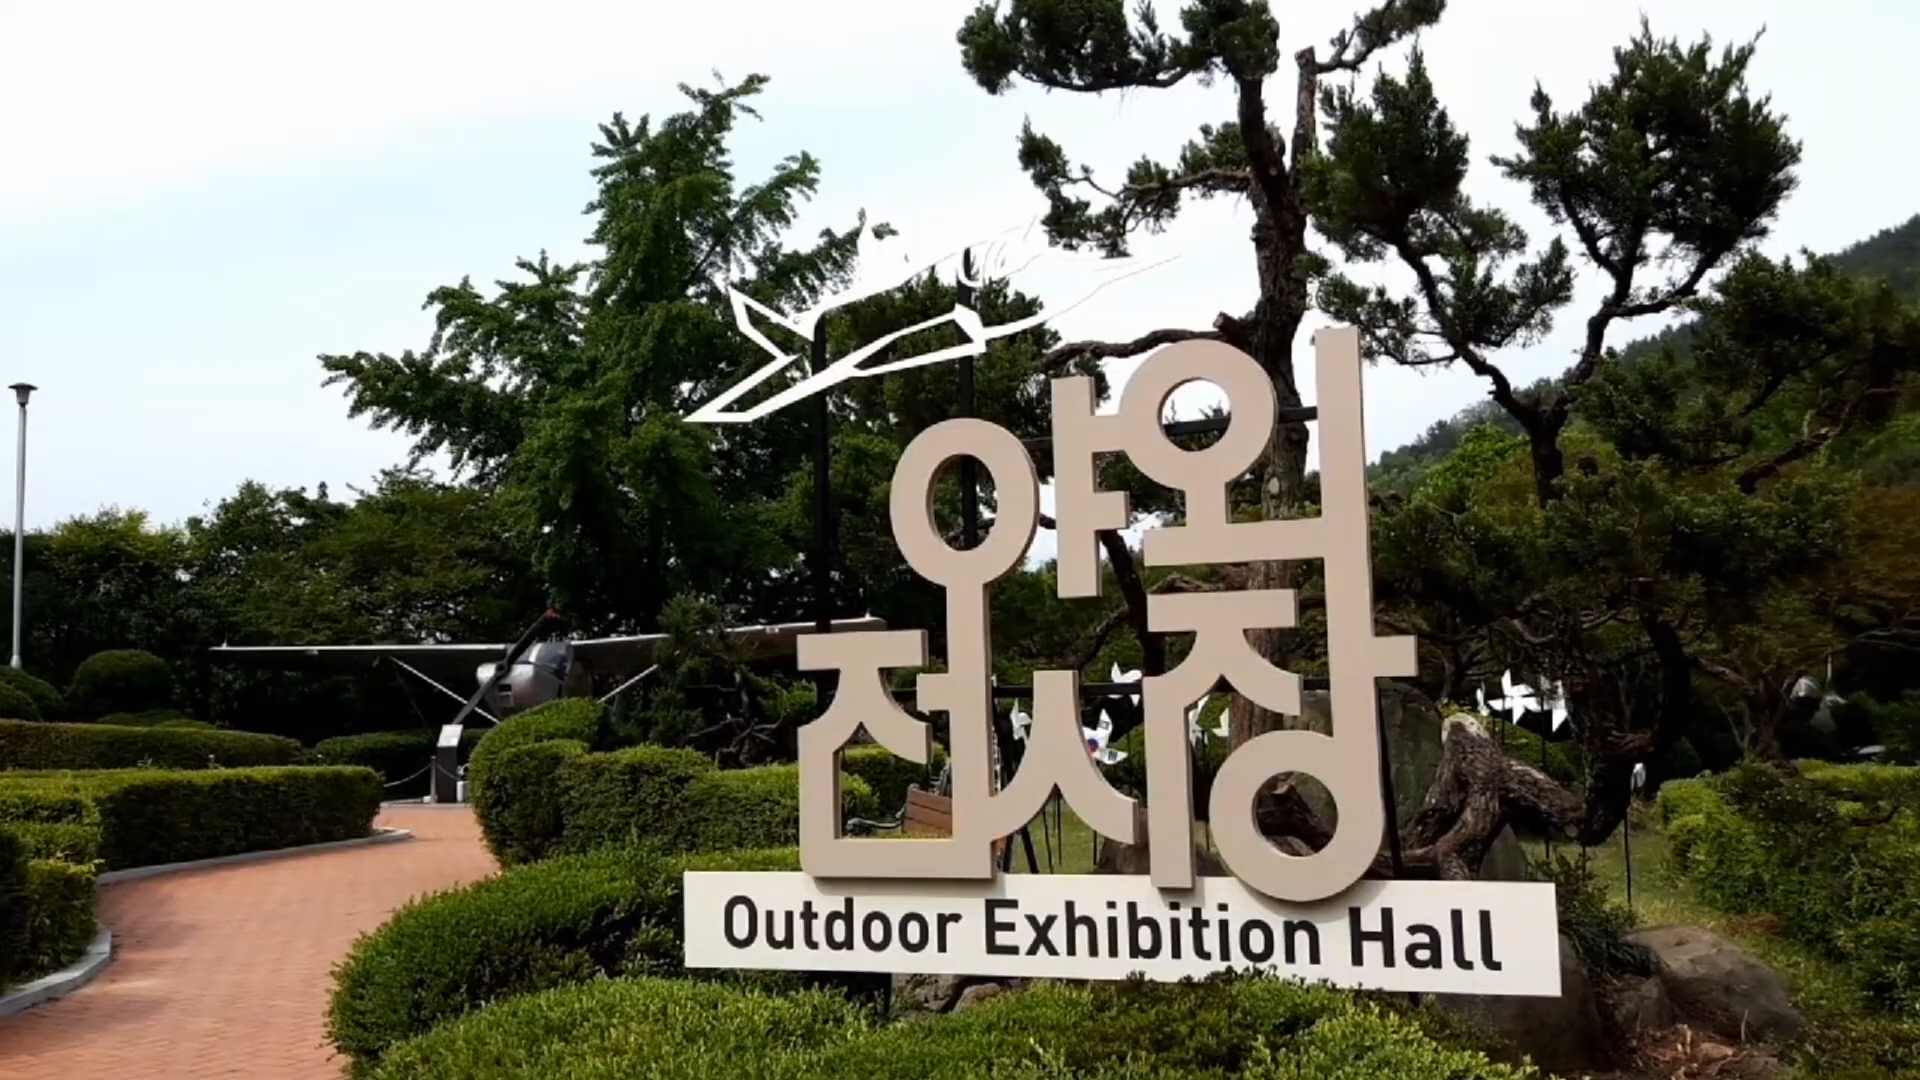 야외
전시장
Outdoor Exhibition Hall